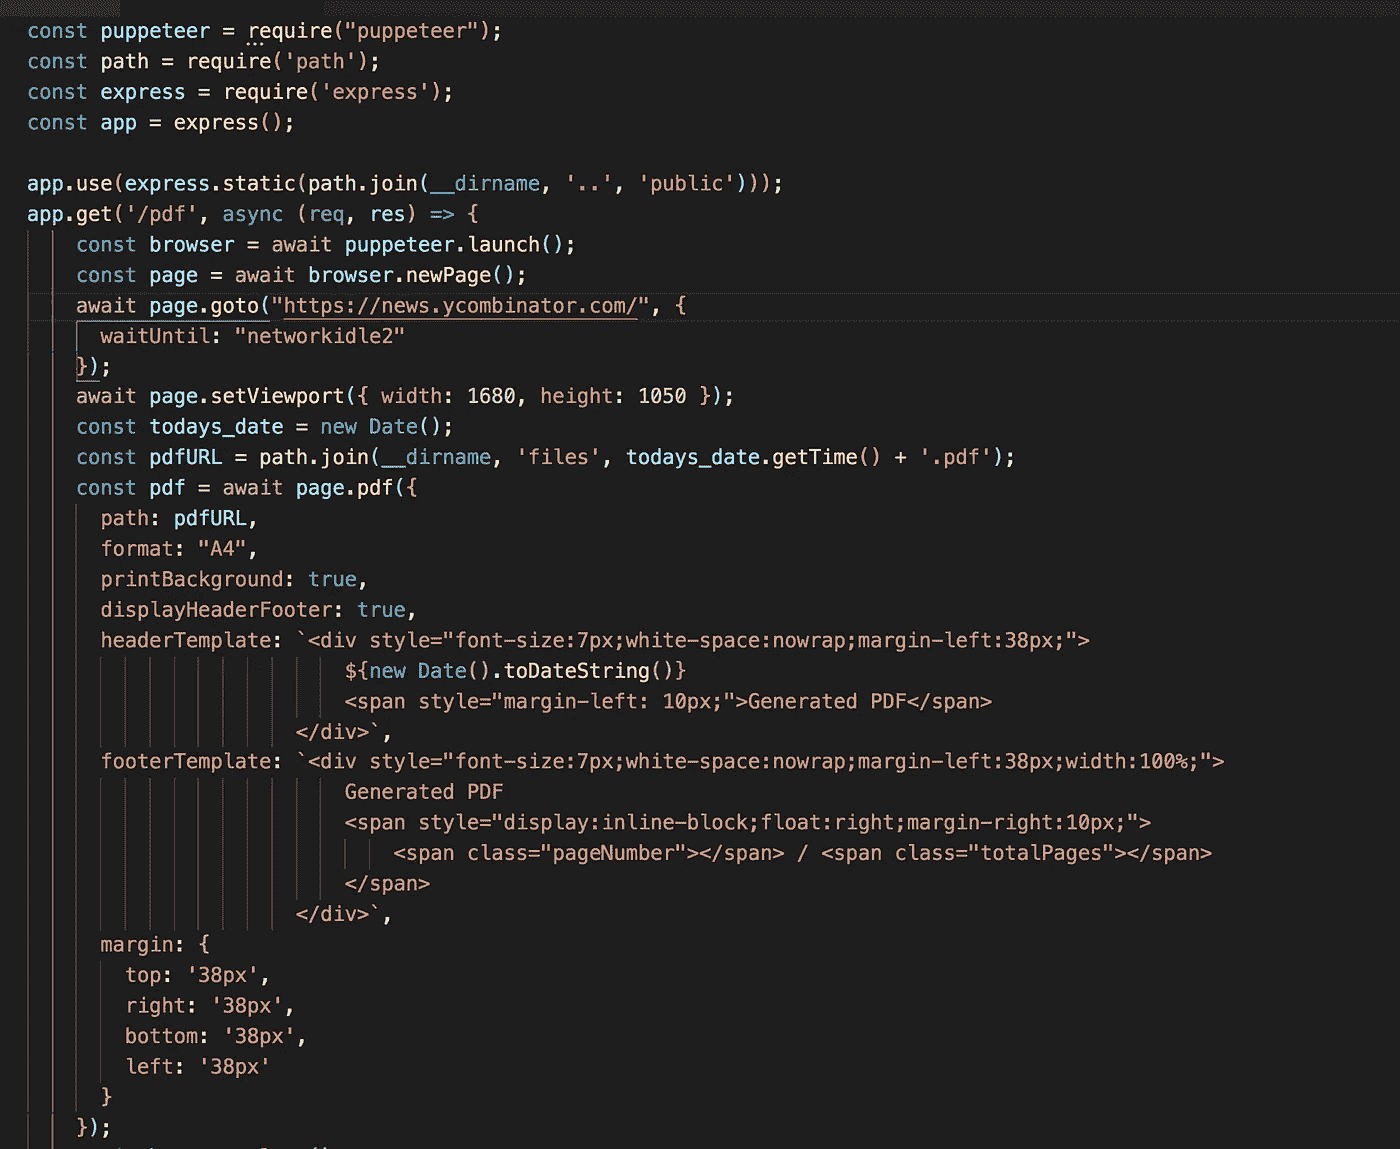 const puppeteer = require("puppeteer");
const path = require('path');
const express = require('express');
const app = express();
app.use(express.static(path.join(__dirname, '..', 'public')));
app.get('/pdf', async (req, res) => {
const browser = await puppeteer.launch();
const page = await browser.newPage();
await page.goto("https://news.ycombinator.com/", {
waitUntil: "networkidle2"
});
await page.setViewport({ width: 1680, height: 1050 });
const todays_date = new Date();
const pdfURL = path.join(__dirname, 'files', todays_date.getTime() + '.pdf');
const pdf = await page.pdf({
path: pdfURL,
format: "A4",
printBackground: true,
displayHeaderFooter: true,
headerTemplate: `<div style="font-size:7px;white-space:nowrap;margin-left:38px;">
${new Date().toDateString()}
<span style="margin-left: 10px;">Generated PDF</span>
</div>`,
footerTemplate: `<div style="font-size:7px;white-space:nowrap;margin-left:38px;width:100%;">
Generated PDF
<span style="display:inline-block;float:right;margin-right:10px;">
<span class="pageNumber"></span> / <span class="totalPages"></span>
</span>
</div>`,
margin: {
top: '38px',
right: '38px',
bottom: '38px',
left: '38px'
}
});